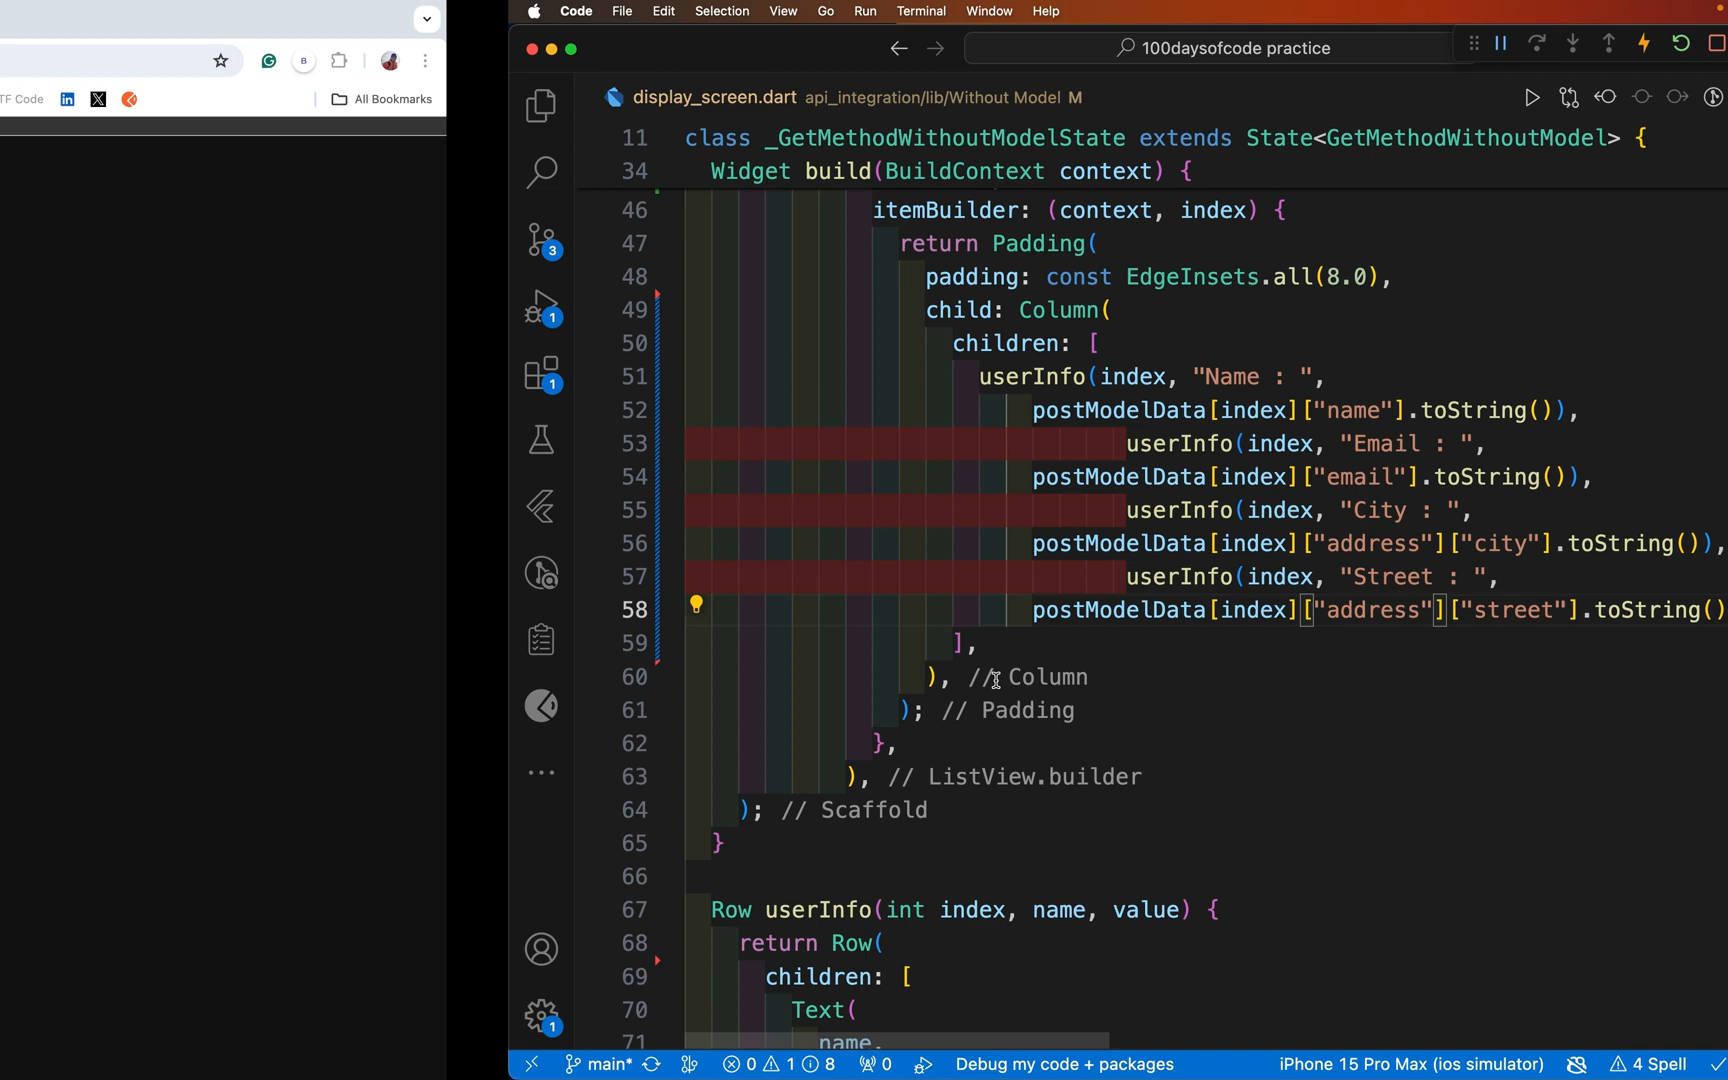 Code File Edit Selection View Go Run Terminal Window Help
100daysofcode practice
TF Code
All Bookmarks
display_screen.dart api_integration/lib/Without Model M
11 class _GetMethodWithoutModelState extends State<GetMethodWithoutModel> {
34 Widget build(BuildContext context) {
46 itemBuilder: (context, index) {
47 return Padding(
48 padding: const EdgeInsets.all(8.0),
49 child: Column(
50 children: [
51 userInfo(index, "Name : ",
52 postModelData[index]["name"].toString()),
53 userInfo(index, "Email : ",
54 postModelData[index]["email"].toString()),
55 userInfo(index, "City : ",
56 postModelData[index]["address"]["city"].toString()),
57 userInfo(index, "Street : ",
58 postModelData[index]["address"]["street"].toString()
59 ],
60 ), // Column
61 ); // Padding
62 },
63 ), // ListView.builder
64 ); // Scaffold
65 }
66
67 Row userInfo(int index, name, value) {
68 return Row(
69 children: [
70 Text(
71 name,
3
1
1
1
main* 0 1 8 0 Debug my code + packages iPhone 15 Pro Max (ios simulator) 4 Spell